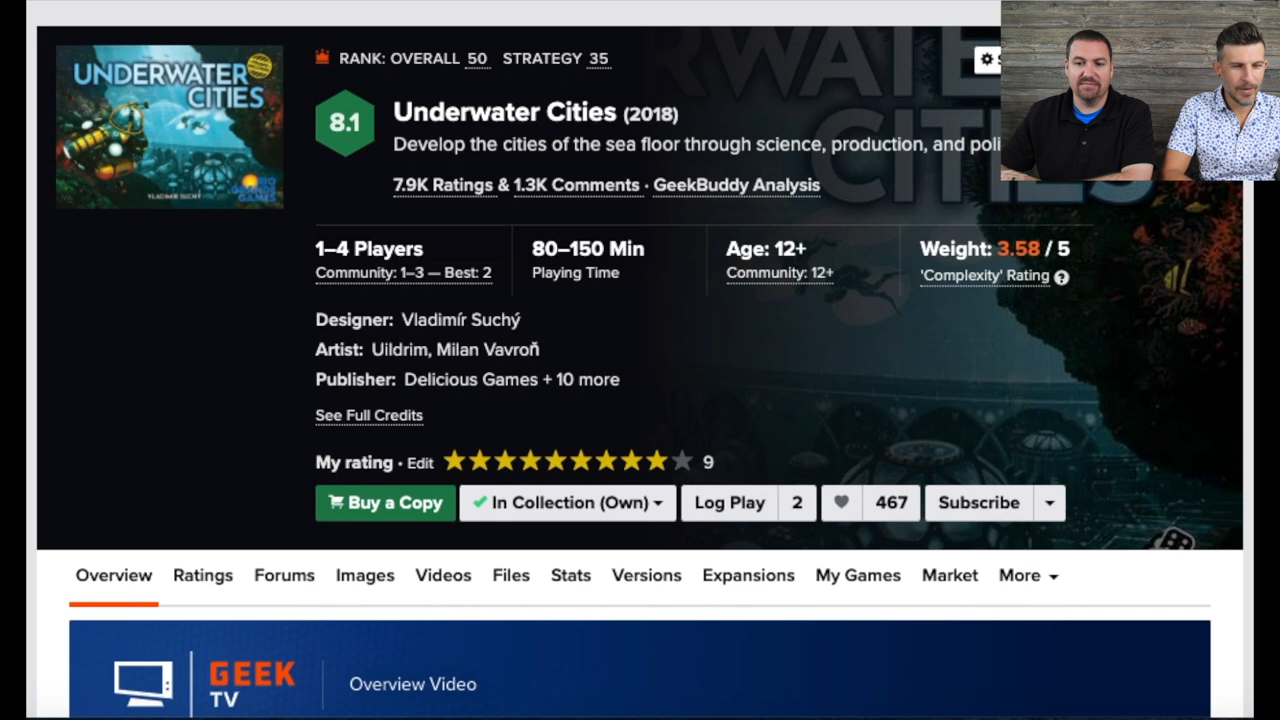 UNDERWATER
CITIES
VLADIMÍR SUCHÝ
RANK: OVERALL 50 STRATEGY 35
8.1
Underwater Cities (2018)
Develop the cities of the sea floor through science, production, and poli
7.9K Ratings & 1.3K Comments · GeekBuddy Analysis
1–4 Players
Community: 1–3 — Best: 2
80–150 Min
Playing Time
Age: 12+
Community: 12+
Weight: 3.58 / 5
'Complexity' Rating ?
Designer: Vladimír Suchý
Artist: Uildrim, Milan Vavroň
Publisher: Delicious Games + 10 more
See Full Credits
My rating · Edit 9
Buy a Copy In Collection (Own) Log Play 2 467 Subscribe
Overview Ratings Forums Images Videos Files Stats Versions Expansions My Games Market More
GEEK
TV
Overview Video